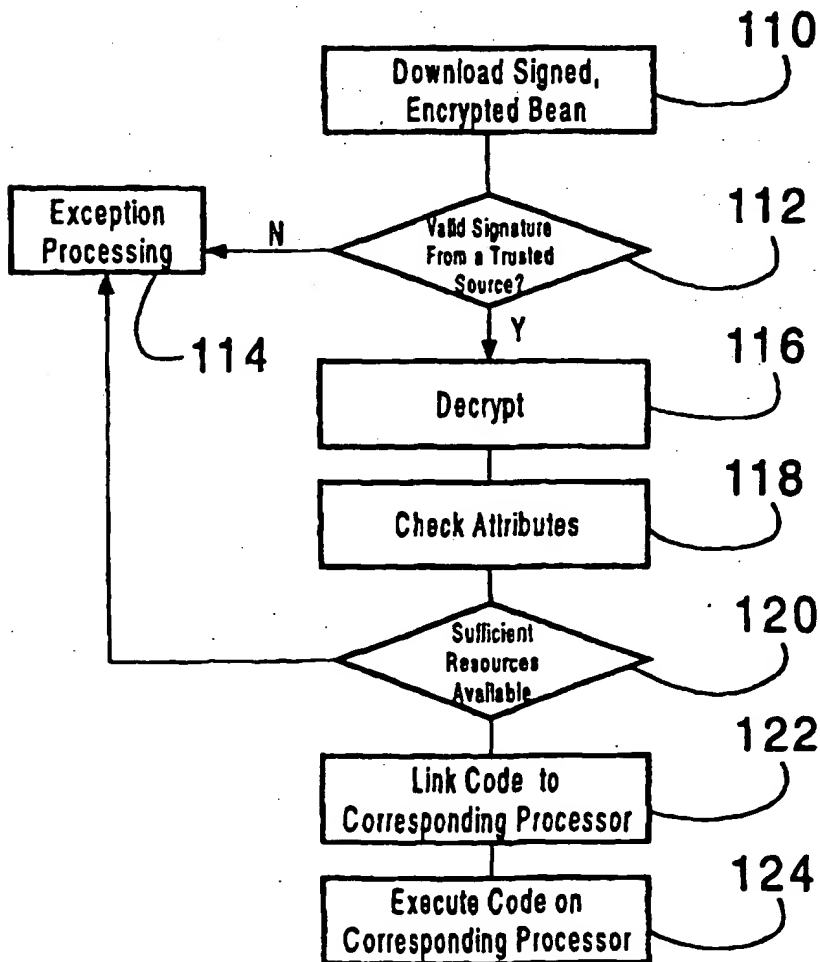 110
Download Signed,
Encrypted Bean
112
Valid Signature
From a Trusted
Source?
N
Exception
Processing
114
Y
116
Decrypt
118
Check Attributes
120
Sufficient
Resources
Available
122
Link Code to
Corresponding Processor
124
Execute Code on
Corresponding Processor